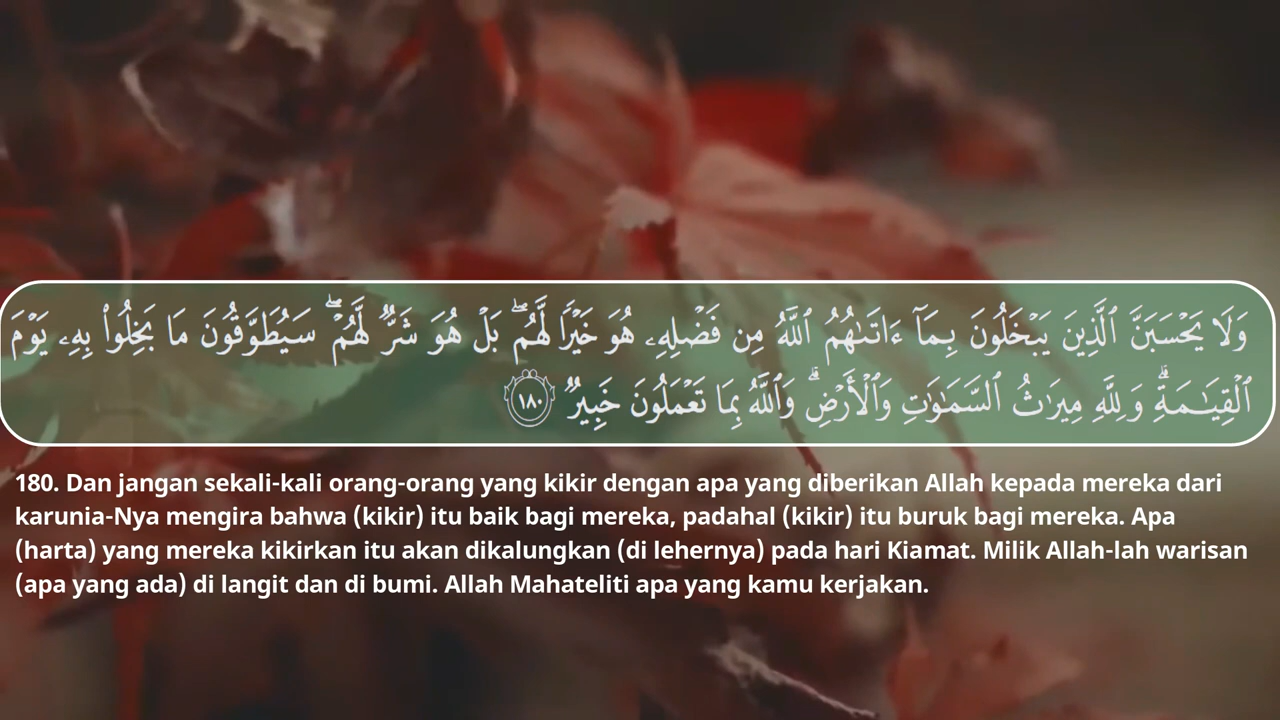 وَلَا يَحْسَبَنَّ ٱلَّذِينَ يَبْخَلُونَ بِمَآ ءَاتَىٰهُمُ ٱللَّهُ مِن فَضْلِهِۦ هُوَ خَيْرًا لَّهُم ۖ بَلْ هُوَ شَرٌّ لَّهُمْ ۖ سَيُطَوَّقُونَ مَا بَخِلُوا۟ بِهِۦ يَوْمَ
ٱلْقِيَـٰمَةِ ۗ وَلِلَّهِ مِيرَٰثُ ٱلسَّمَـٰوَٰتِ وَٱلْأَرْضِ ۗ وَٱللَّهُ بِمَا تَعْمَلُونَ خَبِيرٌ ١٨٠
180. Dan jangan sekali-kali orang-orang yang kikir dengan apa yang diberikan Allah kepada mereka dari
karunia-Nya mengira bahwa (kikir) itu baik bagi mereka, padahal (kikir) itu buruk bagi mereka. Apa
(harta) yang mereka kikirkan itu akan dikalungkan (di lehernya) pada hari Kiamat. Milik Allah-lah warisan
(apa yang ada) di langit dan di bumi. Allah Mahateliti apa yang kamu kerjakan.